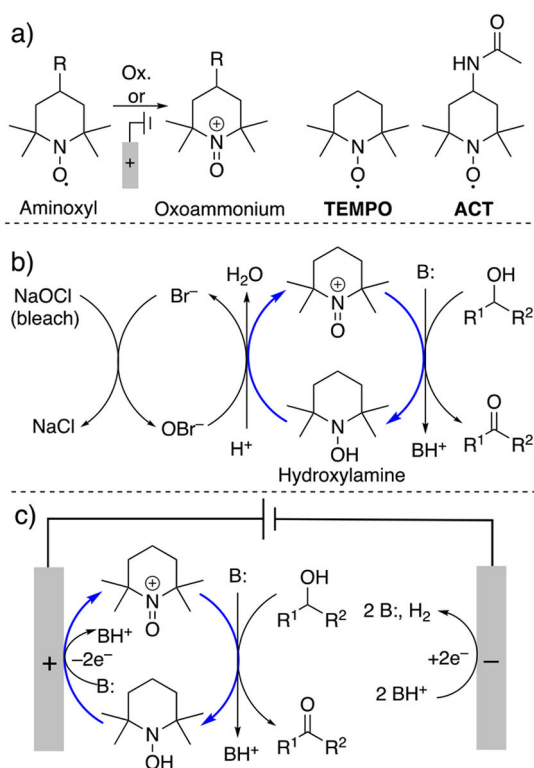 a)
R
Ox.
or
+
N
O
•
Aminoxyl
R
+
N
O
Oxoammonium
N
O
•
TEMPO
O
HN
N
O
•
ACT
b)
NaOCl
(bleach)
NaCl
Br⁻
OBr⁻
H₂O
H⁺
+
N
O
N
OH
Hydroxylamine
B:
BH⁺
OH
R¹ R²
O
R¹ R²
c)
+
BH⁺
−2e⁻
B:
+
N
O
N
OH
B:
BH⁺
OH
R¹ R²
O
R¹ R²
2 B:, H₂
+2e⁻
2 BH⁺
−